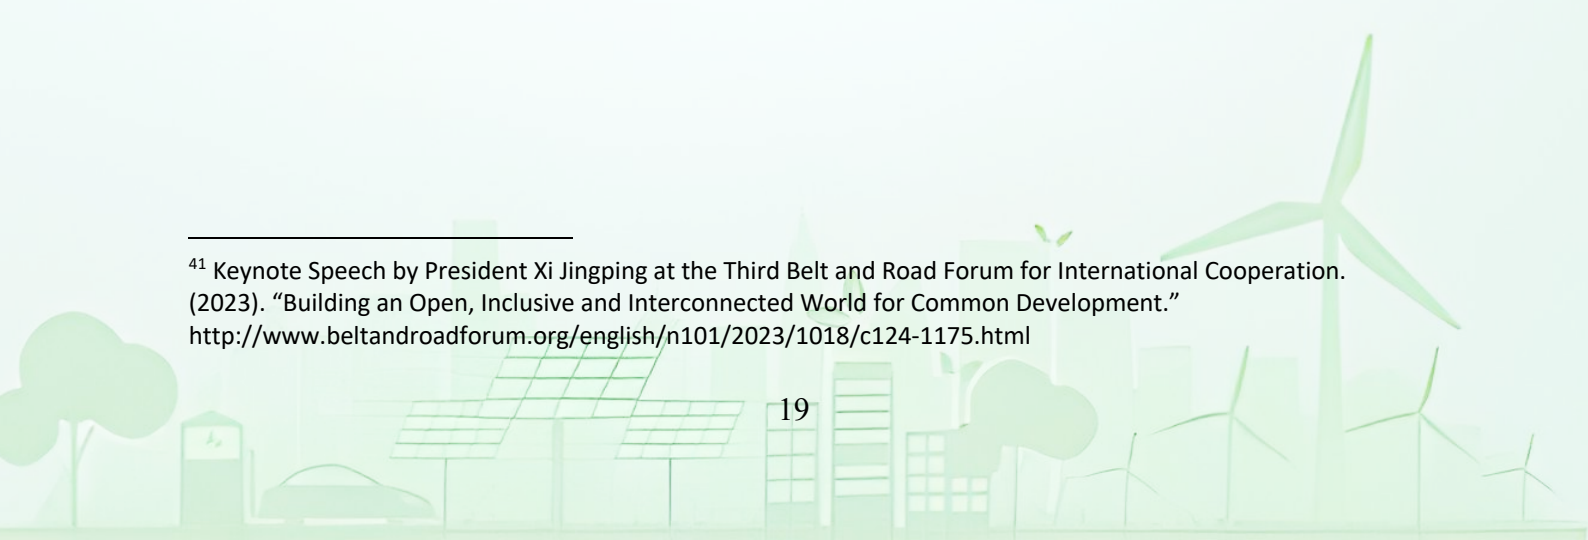 41 Keynote Speech by President Xi Jingping at the Third Belt and Road Forum for International Cooperation.
(2023). “Building an Open, Inclusive and Interconnected World for Common Development.”
http://www.beltandroadforum.org/english/n101/2023/1018/c124-1175.html
19